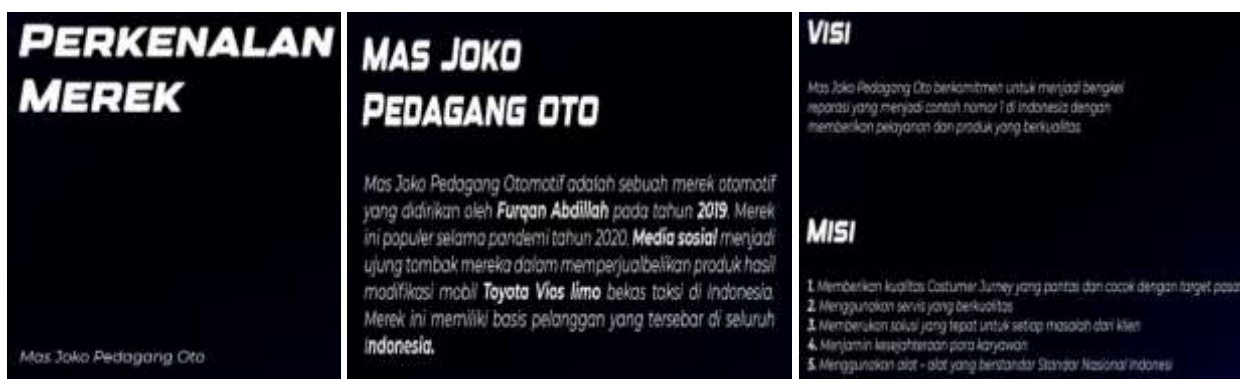 PERKENALAN
MEREK
Mas Joko Pedagang Oto
MAS JOKO
PEDAGANG OTO
Mas Joko Pedagang Otomotif adalah sebuah merek otomotif
yang didirikan oleh Furqan Abdillah pada tahun 2019. Merek
ini populer selama pandemi tahun 2020. Media sosial menjadi
ujung tombak mereka dalam memperjualbelikan produk hasil
modifikasi mobil Toyota Vios limo bekas taksi di Indonesia.
Merek ini memiliki basis pelanggan yang tersebar di seluruh
Indonesia.
VISI
Mas Joko Pedagang Oto berkomitmen untuk menjadi bengkel
reparasi yang menjadi contoh nomor 1 di Indonesia dengan
memberikan pelayanan dan produk yang berkualitas.
MISI
1. Memberikan kualitas Costumer Jurney yang pantas dan cocok dengan target pasa
2. Menggunakan servis yang berkualitas
3. Memberukan solusi yang tepat untuk setiap masalah dari klien
4. Menjamin kesejahteraan para karyawan
5. Menggunakan alat - alat yang berstandar Standar Nasional Indonesi